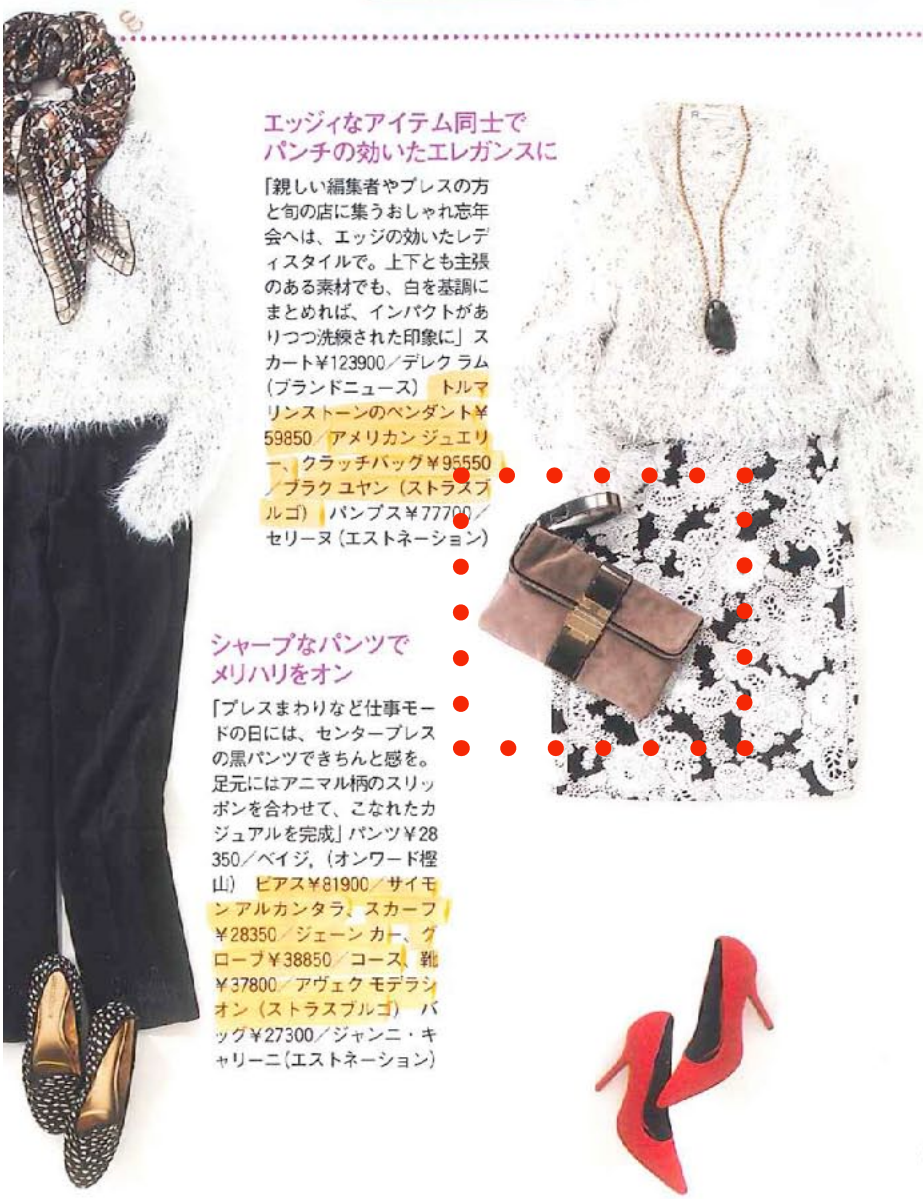 エッジィなアイテム同士で
パンチの効いたエレガンスに
「親しい編集者やプレスの方
と旬の店に集うおしゃれ忘年
会へは、エッジの効いたレデ
ィスタイルで。上下とも主張
のある素材でも、白を基調に
まとめれば、インパクトがあ
りつつ洗練された印象に」ス
カート¥123900／デレク ラム
(ブランドニュース) トルマ
リンストーンのペンダント¥
59850／アメリカン ジュエリ
ー、クラッチバッグ¥95550
／ブラク ユヤン (ストラスブ
ルゴ) パンプス¥77700／
セリーヌ(エストネーション)
シャープなパンツで
メリハリをオン
「プレスまわりなど仕事モー
ドの日には、センタープレス
の黒パンツできちんと感を。
足元にはアニマル柄のスリッ
ポンを合わせて、こなれたカ
ジュアルを完成」パンツ¥28
350／ベイジ, (オンワード樫
山) ピアス¥81900／サイモ
ン アルカンタラ、スカーフ
¥28350／ジェーン カー、グ
ローブ¥38850／コース、靴
¥37800／アヴェク モデラシ
オン (ストラスブルゴ) バ
ッグ¥27300／ジャンニ・キ
ャリーニ(エストネーション)